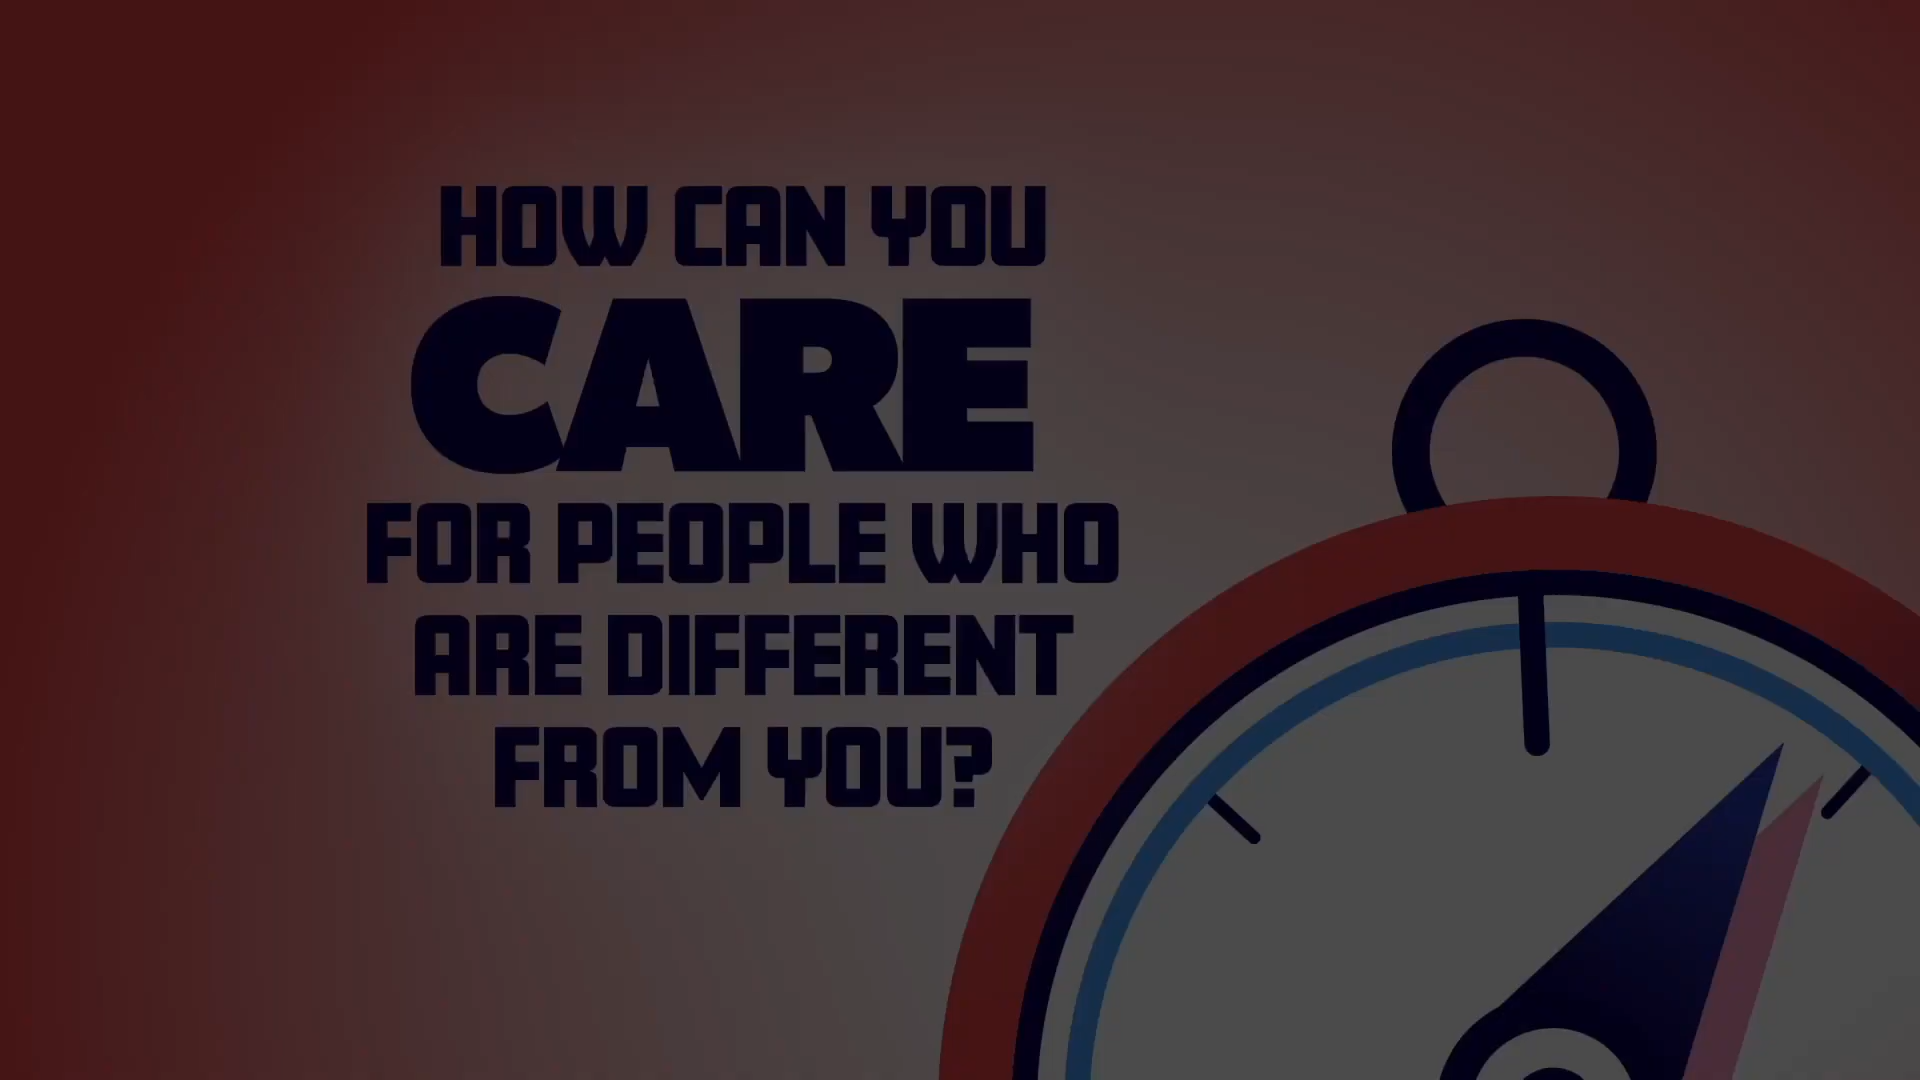 HOW CAN YOU
CARE
FOR PEOPLE WHO
ARE DIFFERENT
FROM YOU?